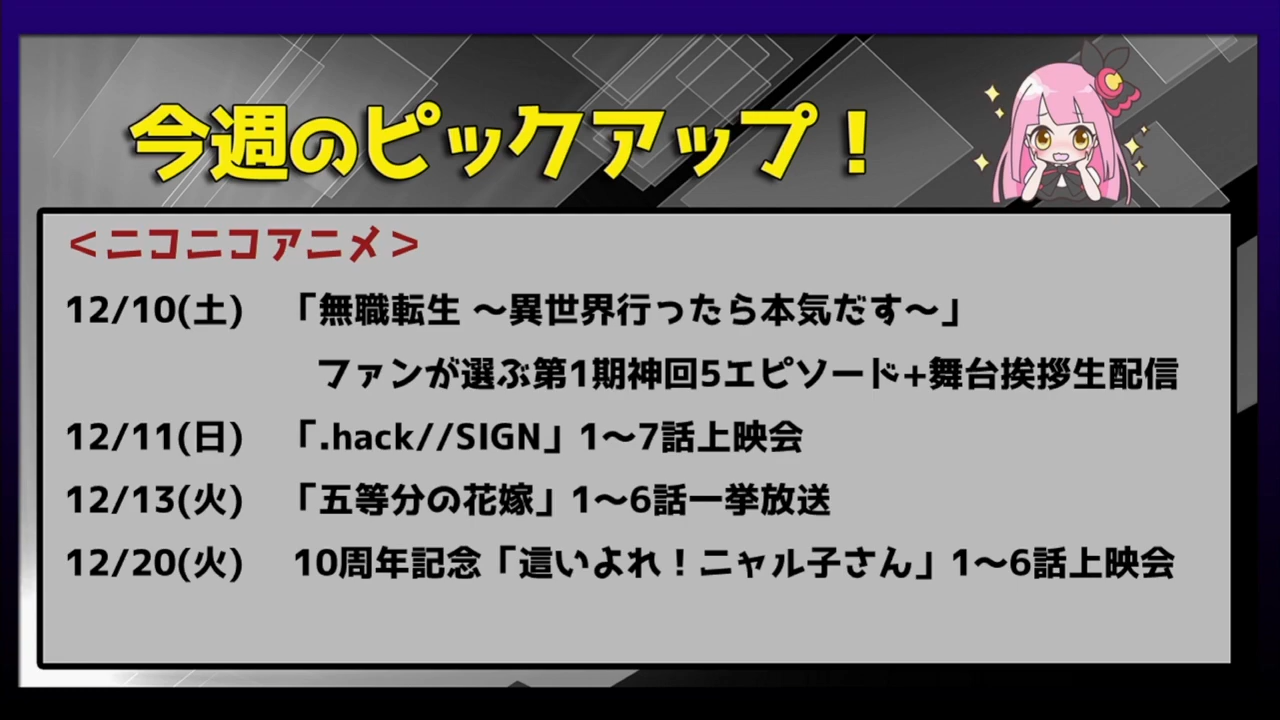 今週のピックアップ！
＜ニコニコアニメ＞
12/10(土) 「無職転生 ～異世界行ったら本気だす～」
ファンが選ぶ第1期神回5エピソード+舞台挨拶生配信
12/11(日) 「.hack//SIGN」1～7話上映会
12/13(火) 「五等分の花嫁」1～6話一挙放送
12/20(火) 10周年記念「這いよれ！ニャル子さん」1～6話上映会